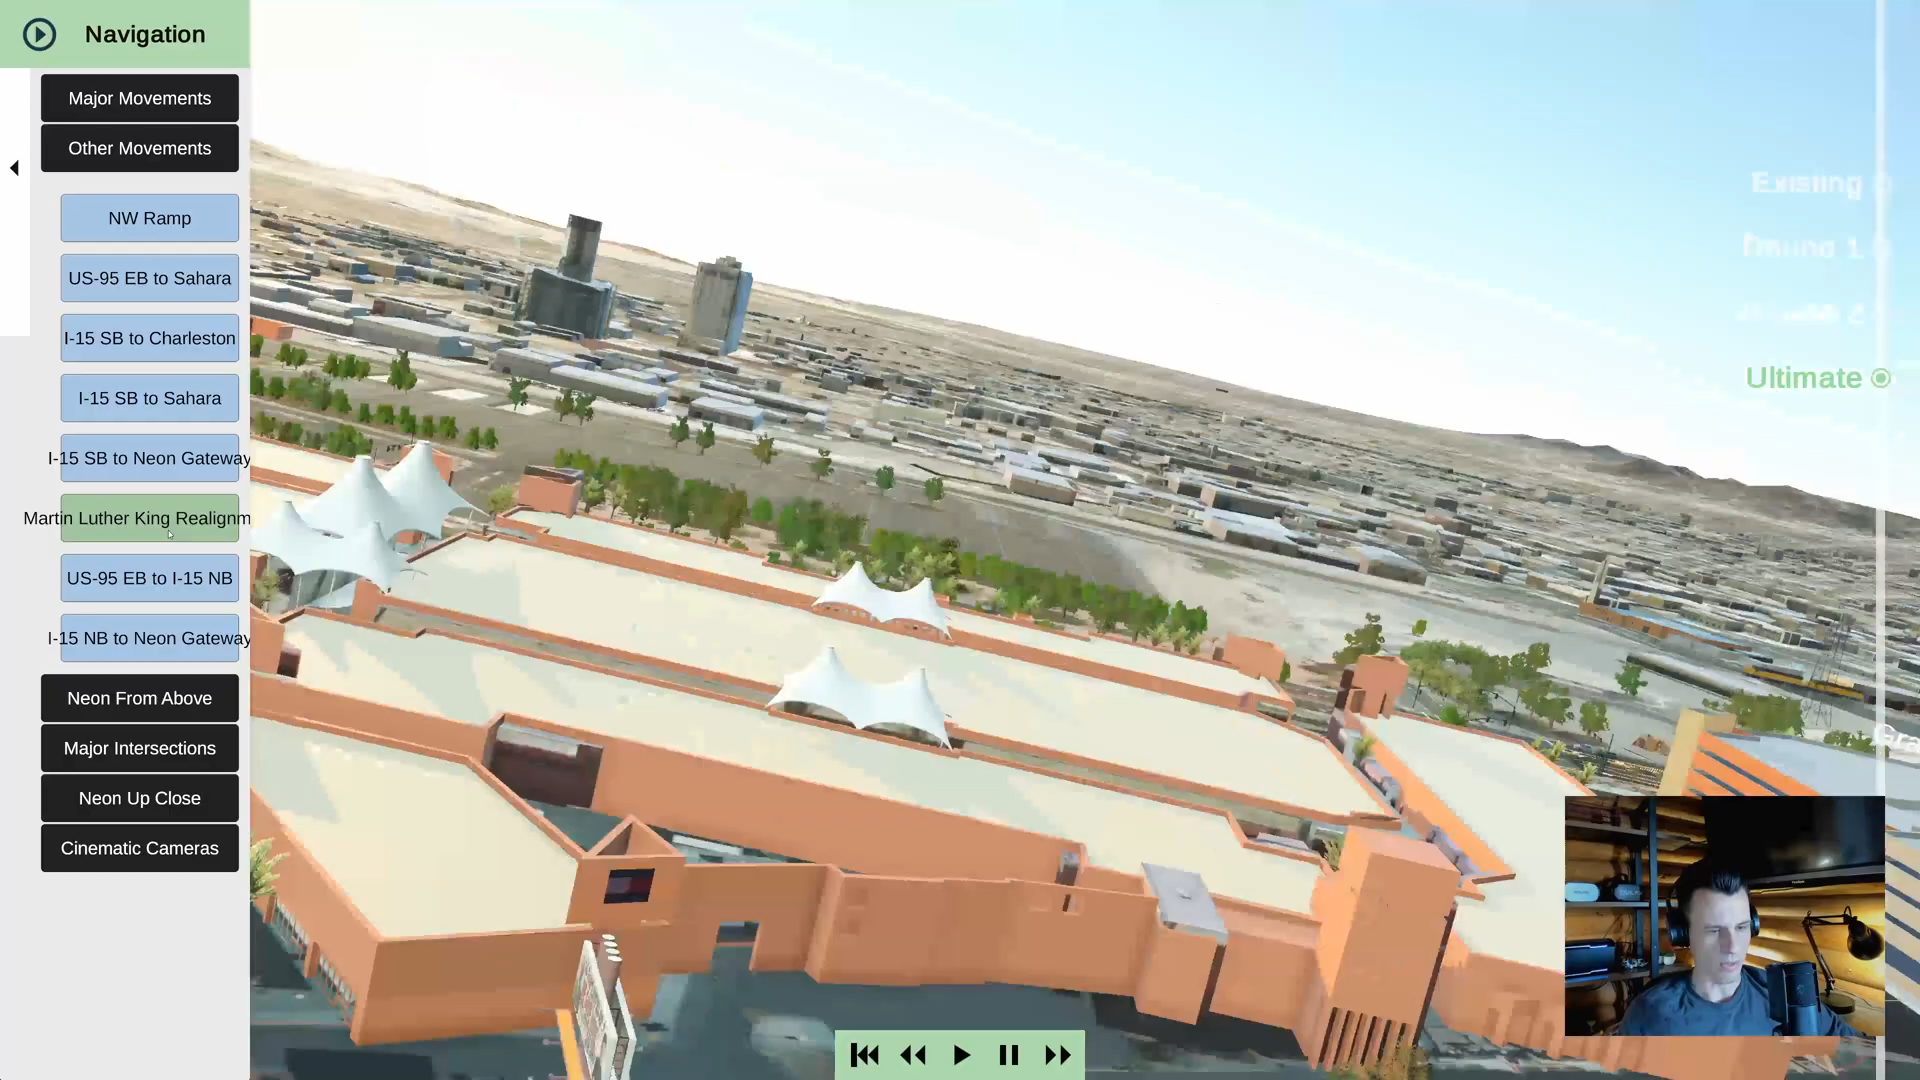 Navigation
Major Movements
Other Movements
NW Ramp
US-95 EB to Sahara
I-15 SB to Charleston
I-15 SB to Sahara
I-15 SB to Neon Gateway
Martin Luther King Realignm
US-95 EB to I-15 NB
I-15 NB to Neon Gateway
Neon From Above
Major Intersections
Neon Up Close
Cinematic Cameras
Existing
Ultimate
Gra